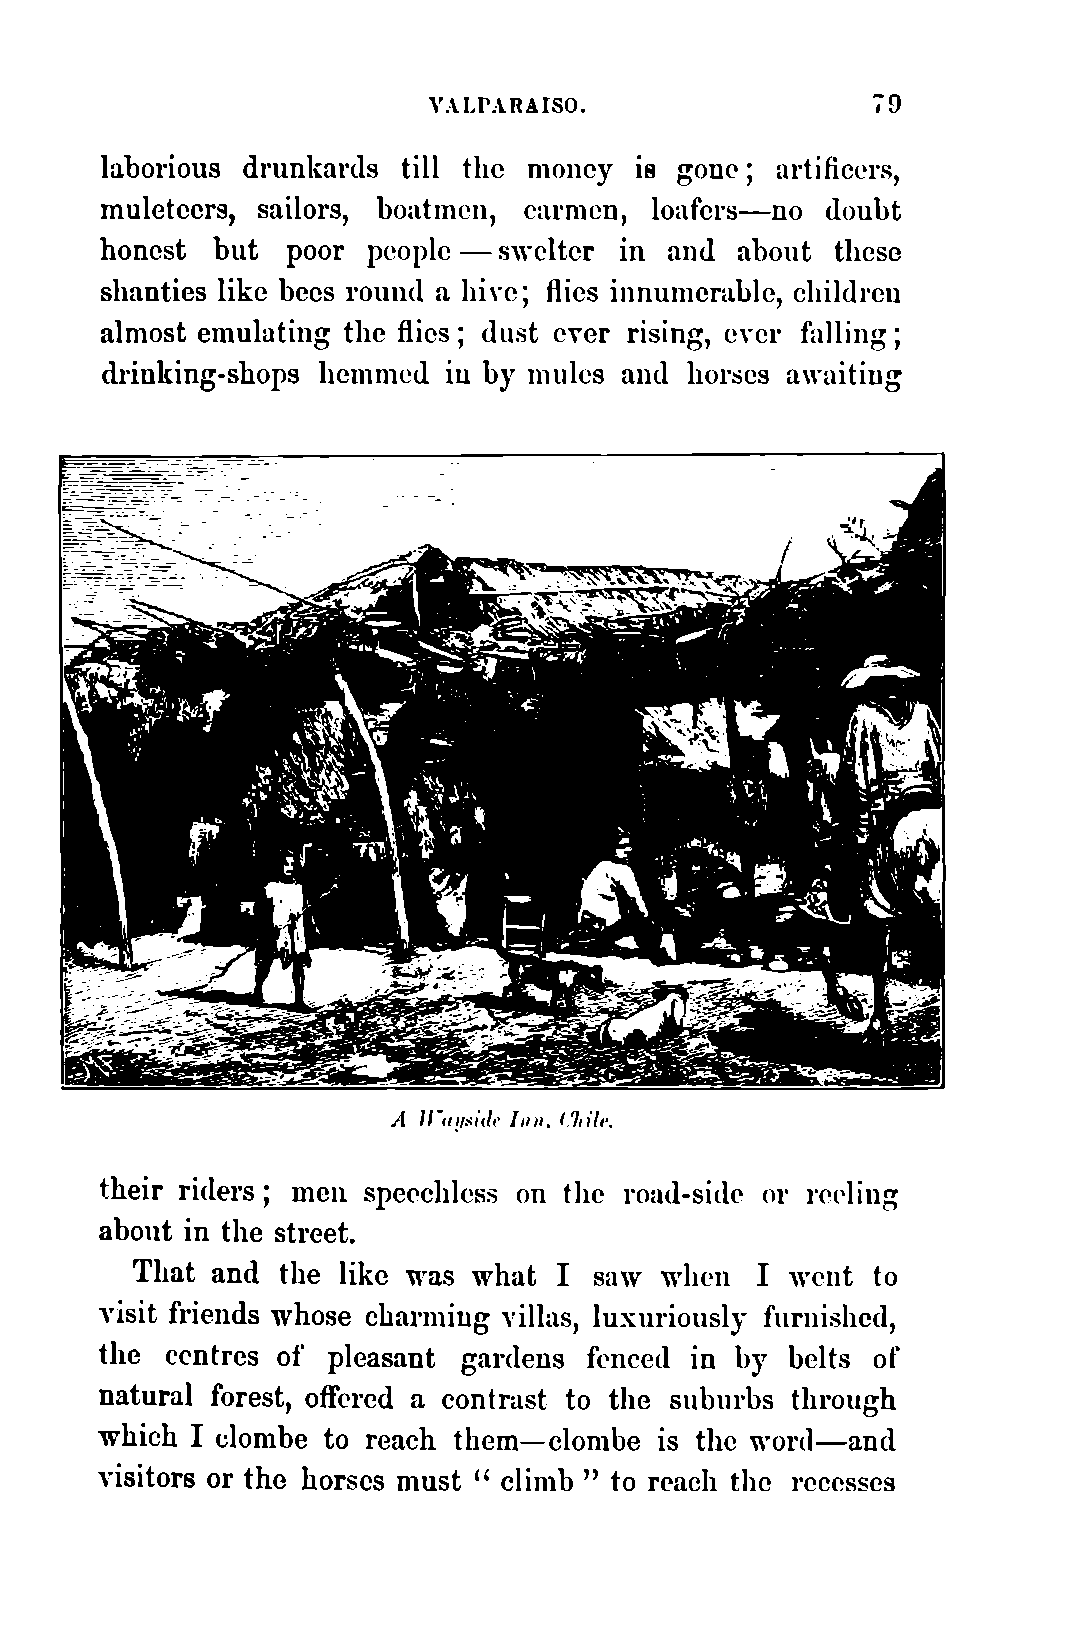 VALPARAISO. 79
laborious drunkards till the money is gone; artificers,
muleteers, sailors, boatmen, carmen, loafers—no doubt
honest but poor people — swelter in and about these
shanties like bees round a hive; flies innumerable, children
almost emulating the flies; dust ever rising, ever falling;
drinking-shops hemmed in by mules and horses awaiting
A Wayside Inn, Chile.
their riders; men speechless on the road-side or reeling
about in the street.
That and the like was what I saw when I went to
visit friends whose charming villas, luxuriously furnished,
the centres of pleasant gardens fenced in by belts of
natural forest, offered a contrast to the suburbs through
which I clombe to reach them—clombe is the word—and
visitors or the horses must “ climb ” to reach the recesses